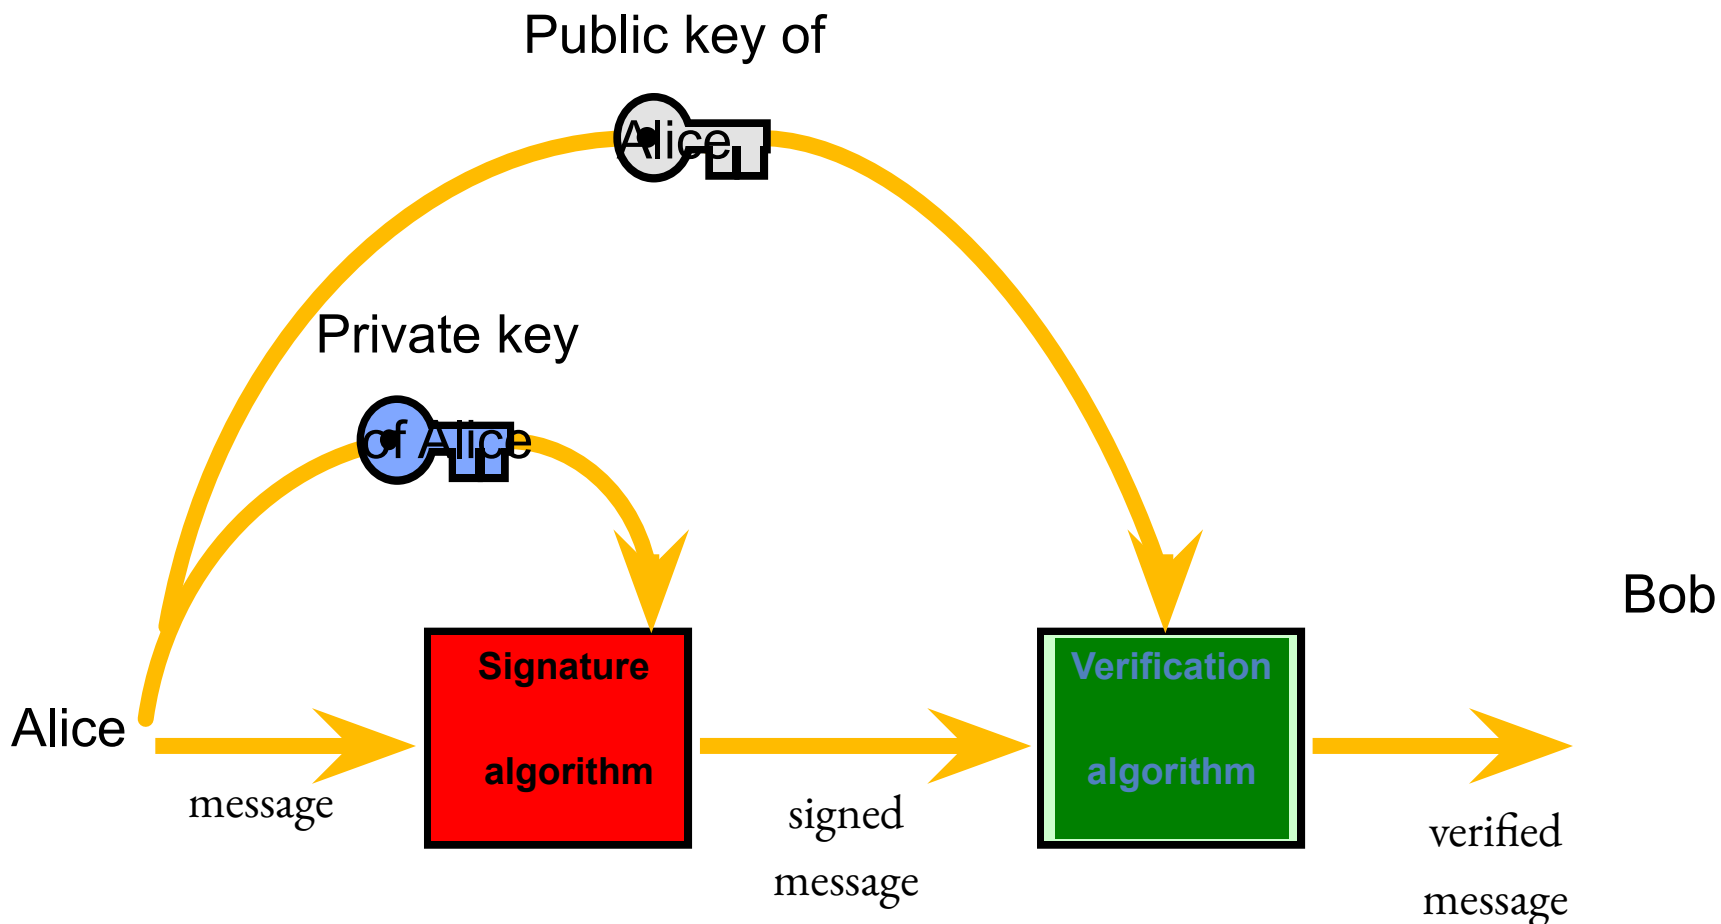 Public key of
Alice
Private key
of Alice
Bob
Alice
Signature
algorithm
Verification
algorithm
message
signed
message
verified
message